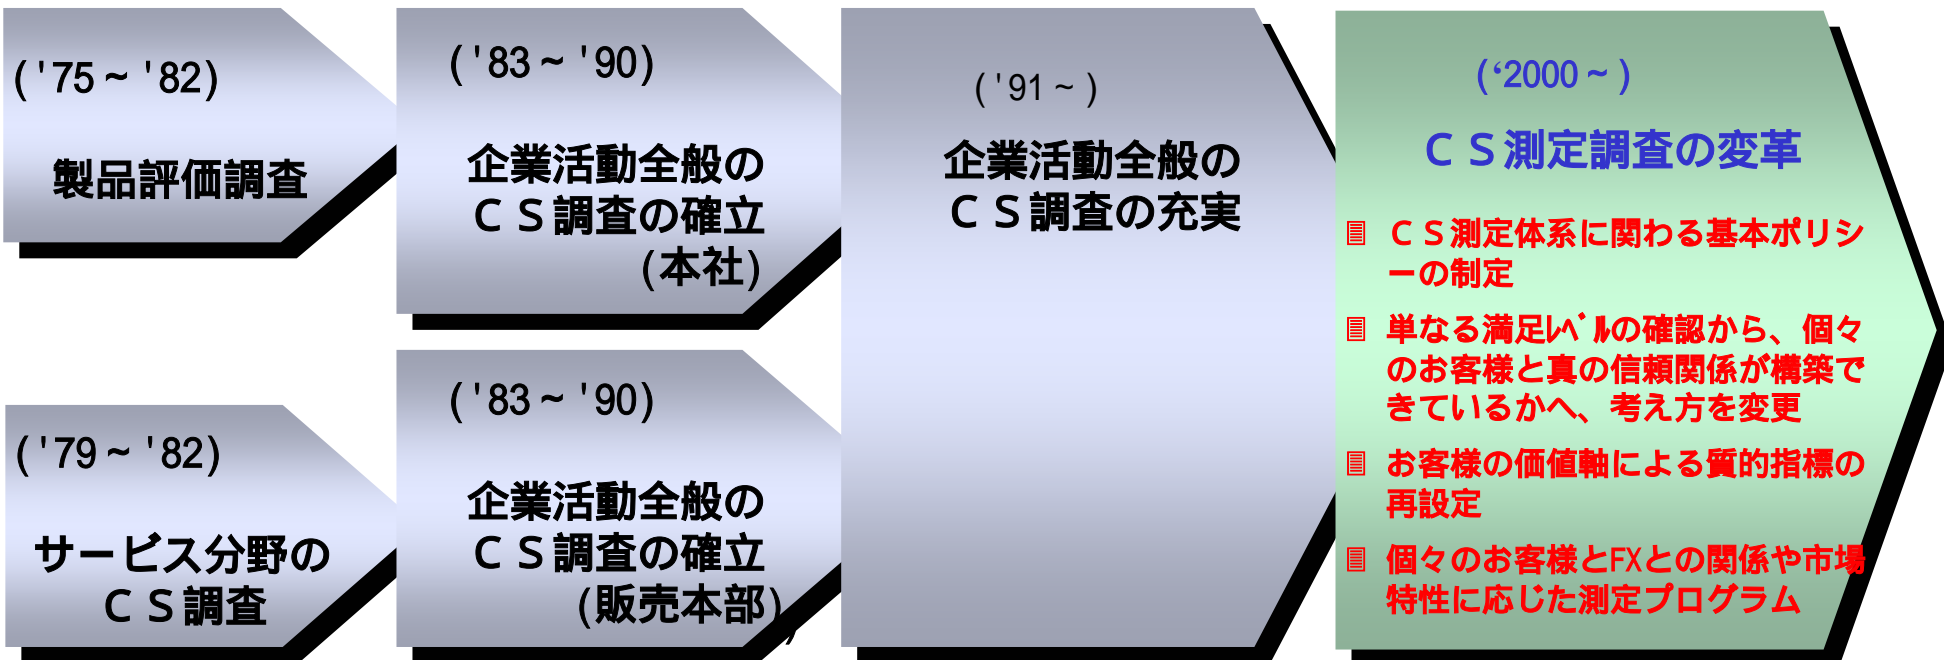 ('75～'82)
製品評価調査
('79～'82)
サービス分野の
ＣＳ調査
('83～'90)
企業活動全般の
ＣＳ調査の確立
(本社)
('83～'90)
企業活動全般の
ＣＳ調査の確立
(販売本部)
('91～)
企業活動全般の
ＣＳ調査の充実
(‘2000～)
ＣＳ測定調査の変革
ＣＳ測定体系に関わる基本ポリシ
ーの制定
単なる満足ﾚﾍﾞﾙの確認から、個々
のお客様と真の信頼関係が構築で
きているかへ、考え方を変更
お客様の価値軸による質的指標の
再設定
個々のお客様とFXとの関係や市場
特性に応じた測定プログラム